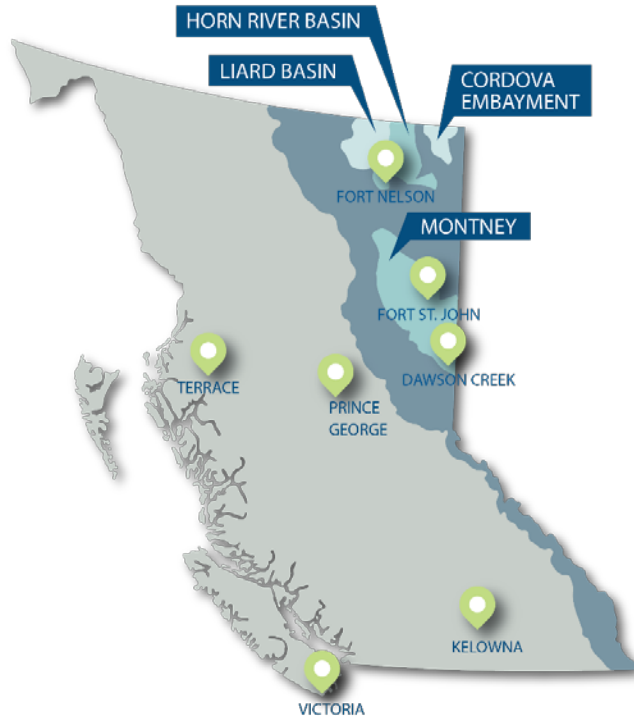 HORN RIVER BASIN
LIARD BASIN
CORDOVA
EMBAYMENT
FORT NELSON
MONTNEY
FORT ST. JOHN
DAWSON CREEK
TERRACE
PRINCE
GEORGE
KELOWNA
VICTORIA